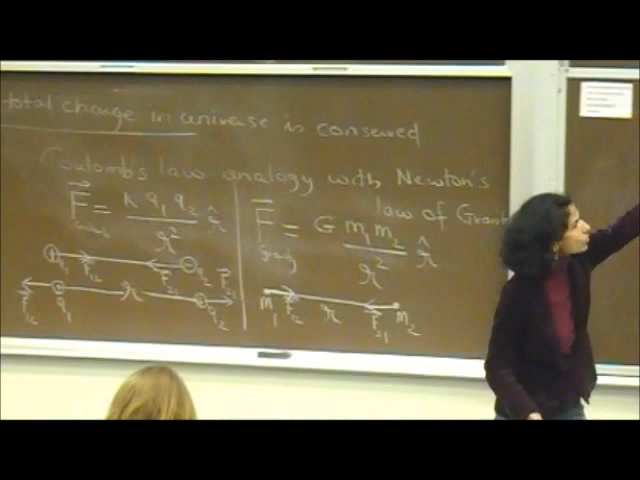 total charge in universe is conserved
Coulomb's law analogy with Newton's
law of Gravit
F = K q₁ q₂ / r² r̂
F grav = G m₁ m₂ / r² r̂
q₁ F₁₂ F₂₁ q₂
F₁₂ q₁ r q₂ F₂₁
m₁ F₁₂ r F₂₁ m₂